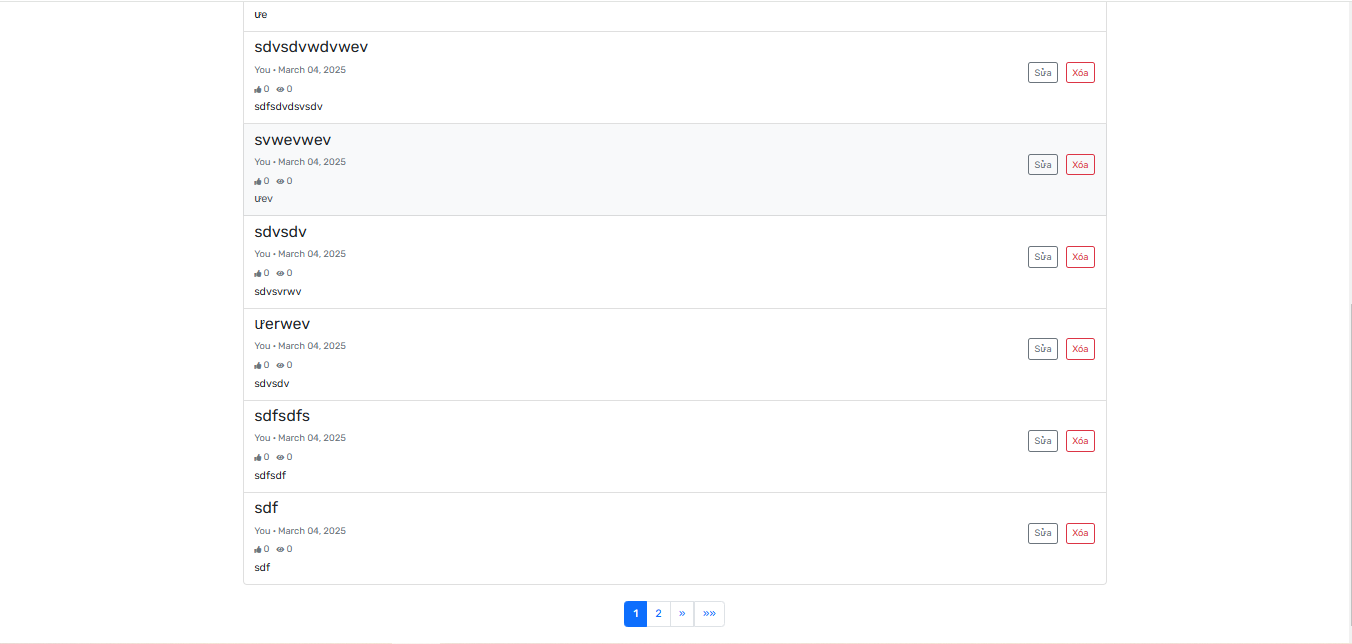 ưe
sdvsdvwdvwev
You • March 04, 2025
0 0
Sửa Xóa
sdfsdvdsvsdv
svwevwev
You • March 04, 2025
0 0
Sửa Xóa
ưev
sdvsdv
You • March 04, 2025
0 0
Sửa Xóa
sdvsvrwv
ưerwev
You • March 04, 2025
0 0
Sửa Xóa
sdvsdv
sdfsdfs
You • March 04, 2025
0 0
Sửa Xóa
sdfsdf
sdf
You • March 04, 2025
0 0
Sửa Xóa
sdf
1 2 » »»